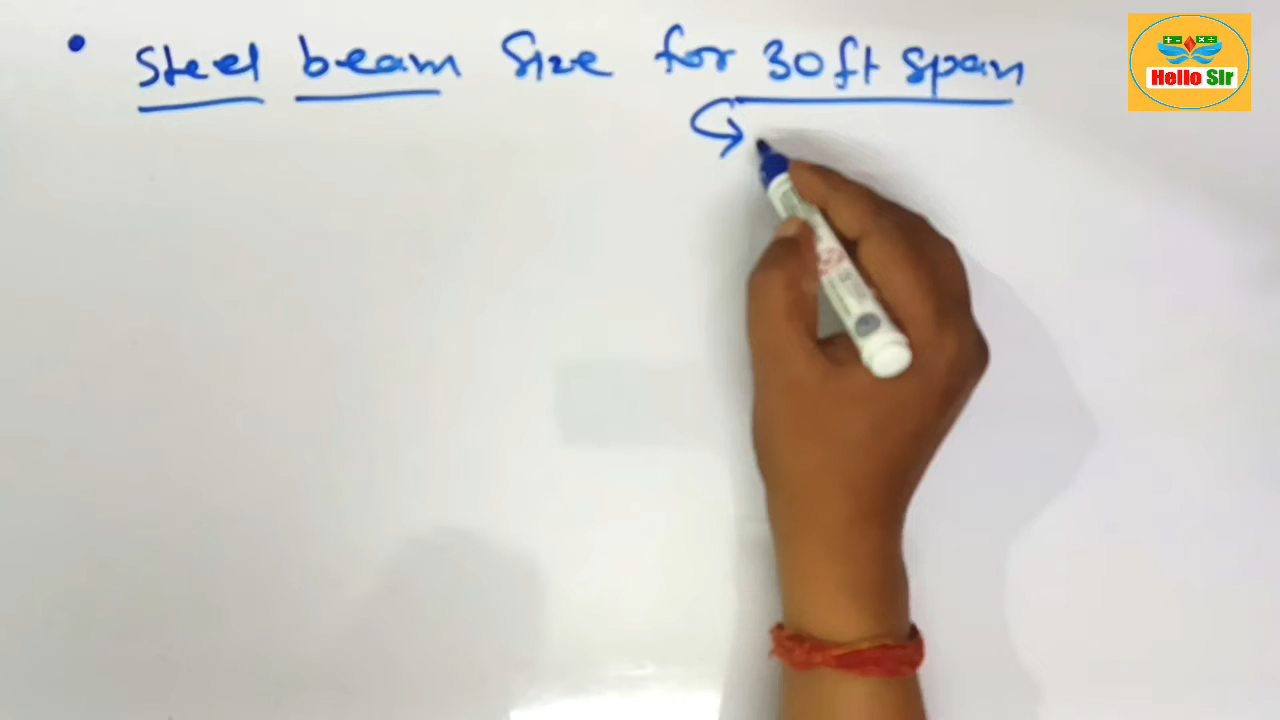 • Steel beam Size for 30ft span
+ - × ÷
Hello SIr